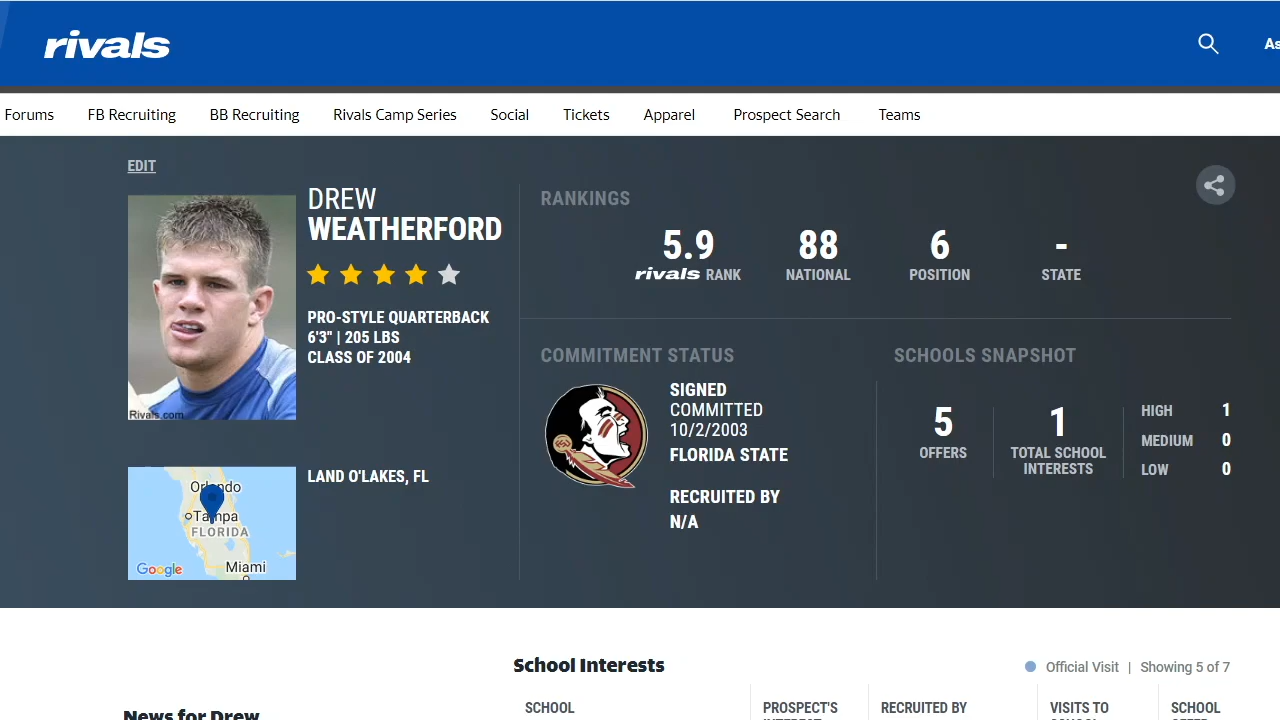 rivals
As
Forums FB Recruiting BB Recruiting Rivals Camp Series Social Tickets Apparel Prospect Search Teams
EDIT
DREW
WEATHERFORD
PRO-STYLE QUARTERBACK
6'3" | 205 LBS
CLASS OF 2004
Rivals.com
LAND O'LAKES, FL
Orlando
Tampa
FLORIDA
Miami
Google
RANKINGS
5.9 88 6 -
rivals RANK NATIONAL POSITION STATE
COMMITMENT STATUS
SIGNED
COMMITTED
10/2/2003
FLORIDA STATE
RECRUITED BY
N/A
SCHOOLS SNAPSHOT
5
OFFERS
1
TOTAL SCHOOL
INTERESTS
HIGH 1
MEDIUM 0
LOW 0
School Interests
Official Visit | Showing 5 of 7
News for Drew
SCHOOL PROSPECT'S RECRUITED BY VISITS TO SCHOOL